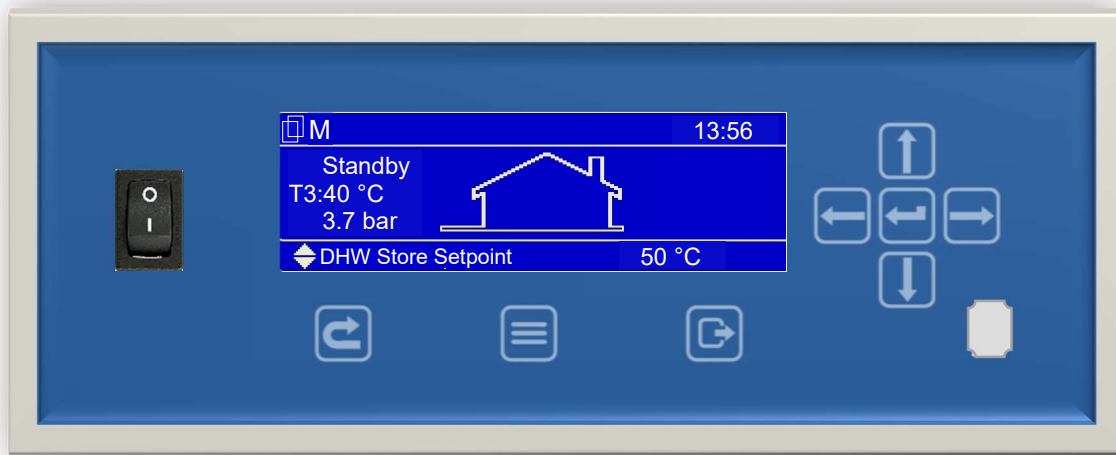 M 13:56
Standby
T3:40 °C
3.7 bar
DHW Store Setpoint 50 °C
O
I